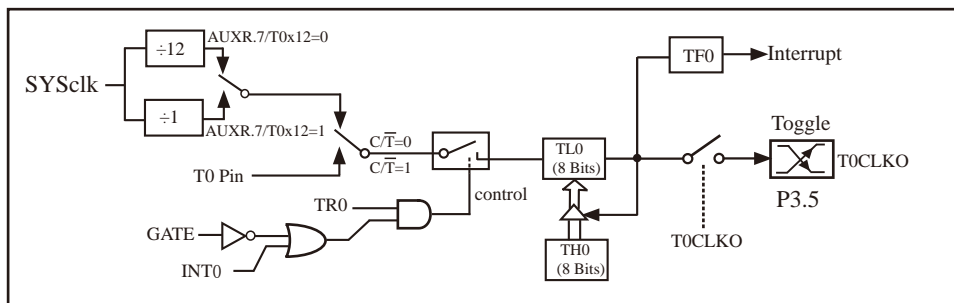 ÷12
AUXR.7/T0x12=0
SYSclk
÷1
AUXR.7/T0x12=1
C/T̅=0
C/T̅=1
T0 Pin
TR0
control
GATE
INT0
TL0
(8 Bits)
TH0
(8 Bits)
TF0
Interrupt
Toggle
T0CLKO
P3.5
T0CLKO